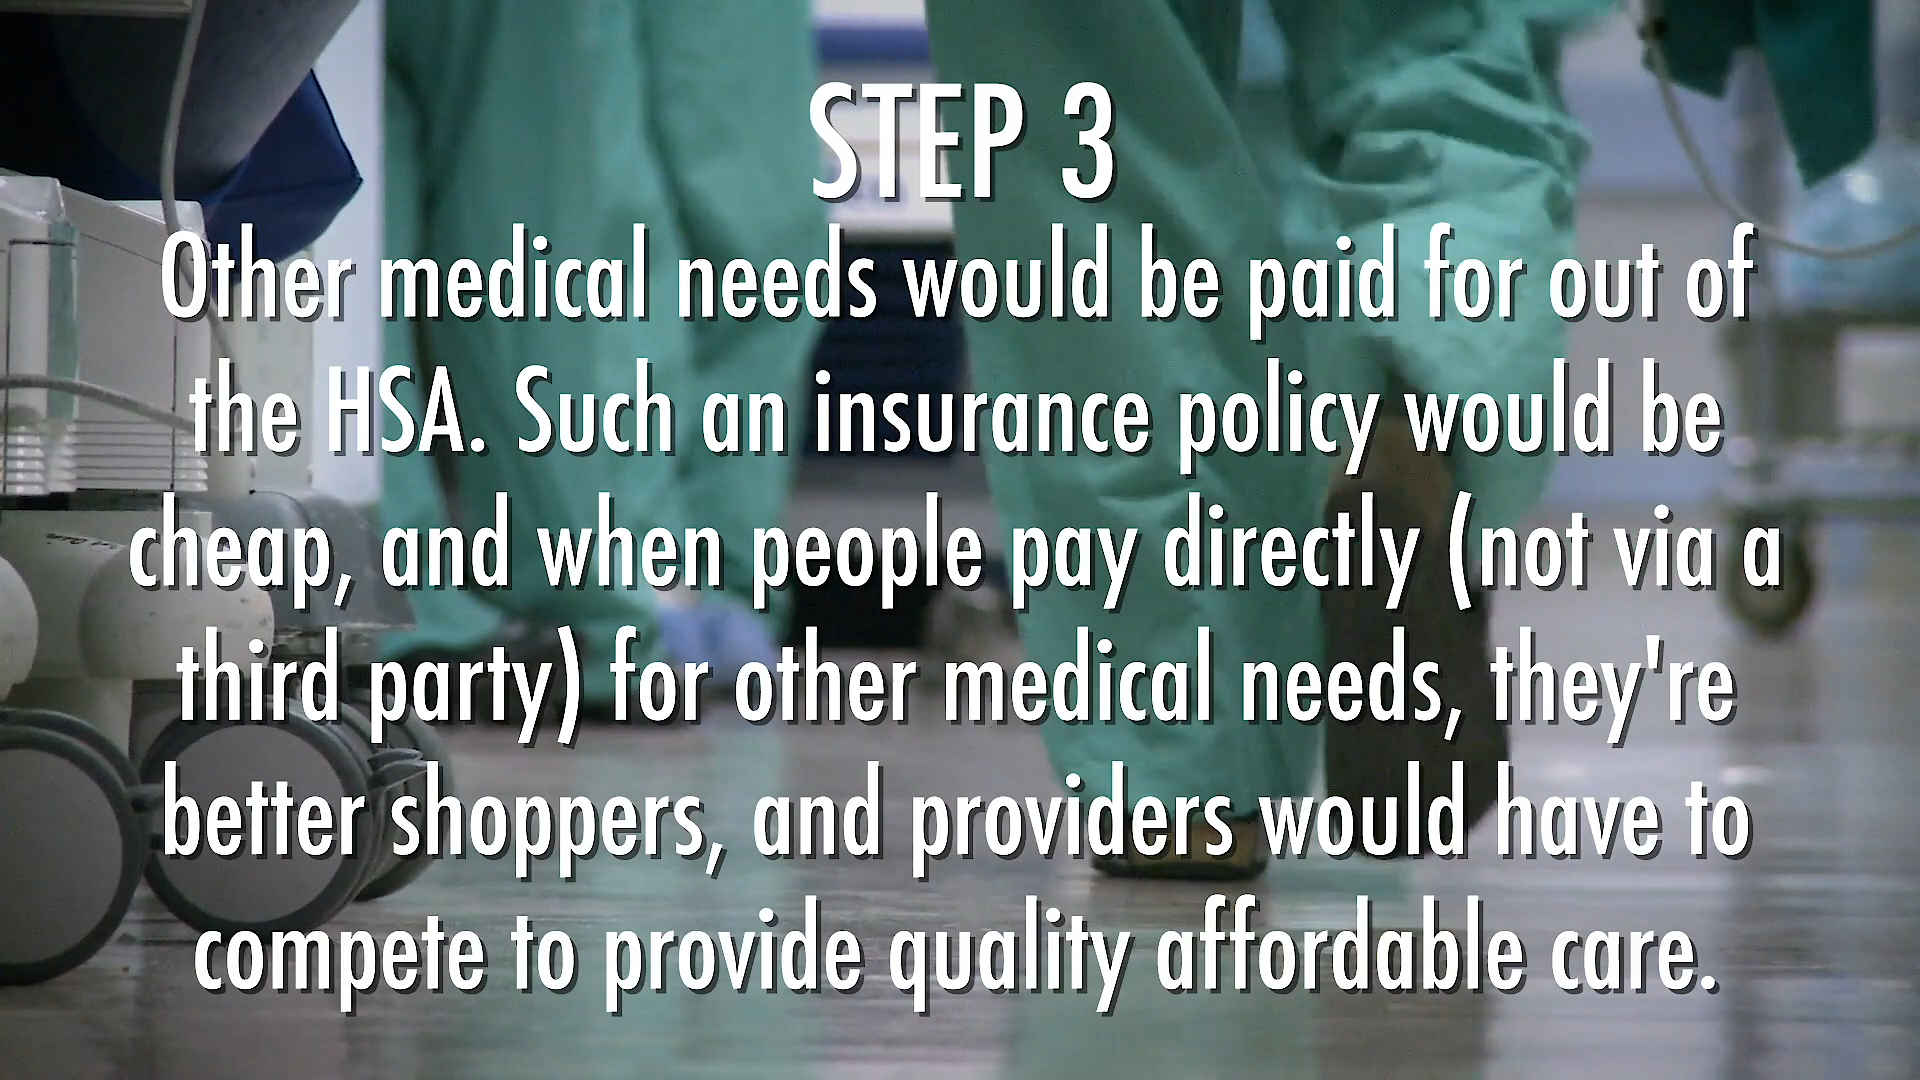 STEP 3
Other medical needs would be paid for out of
the HSA. Such an insurance policy would be
cheap, and when people pay directly (not via a
third party) for other medical needs, they're
better shoppers, and providers would have to
compete to provide quality affordable care.